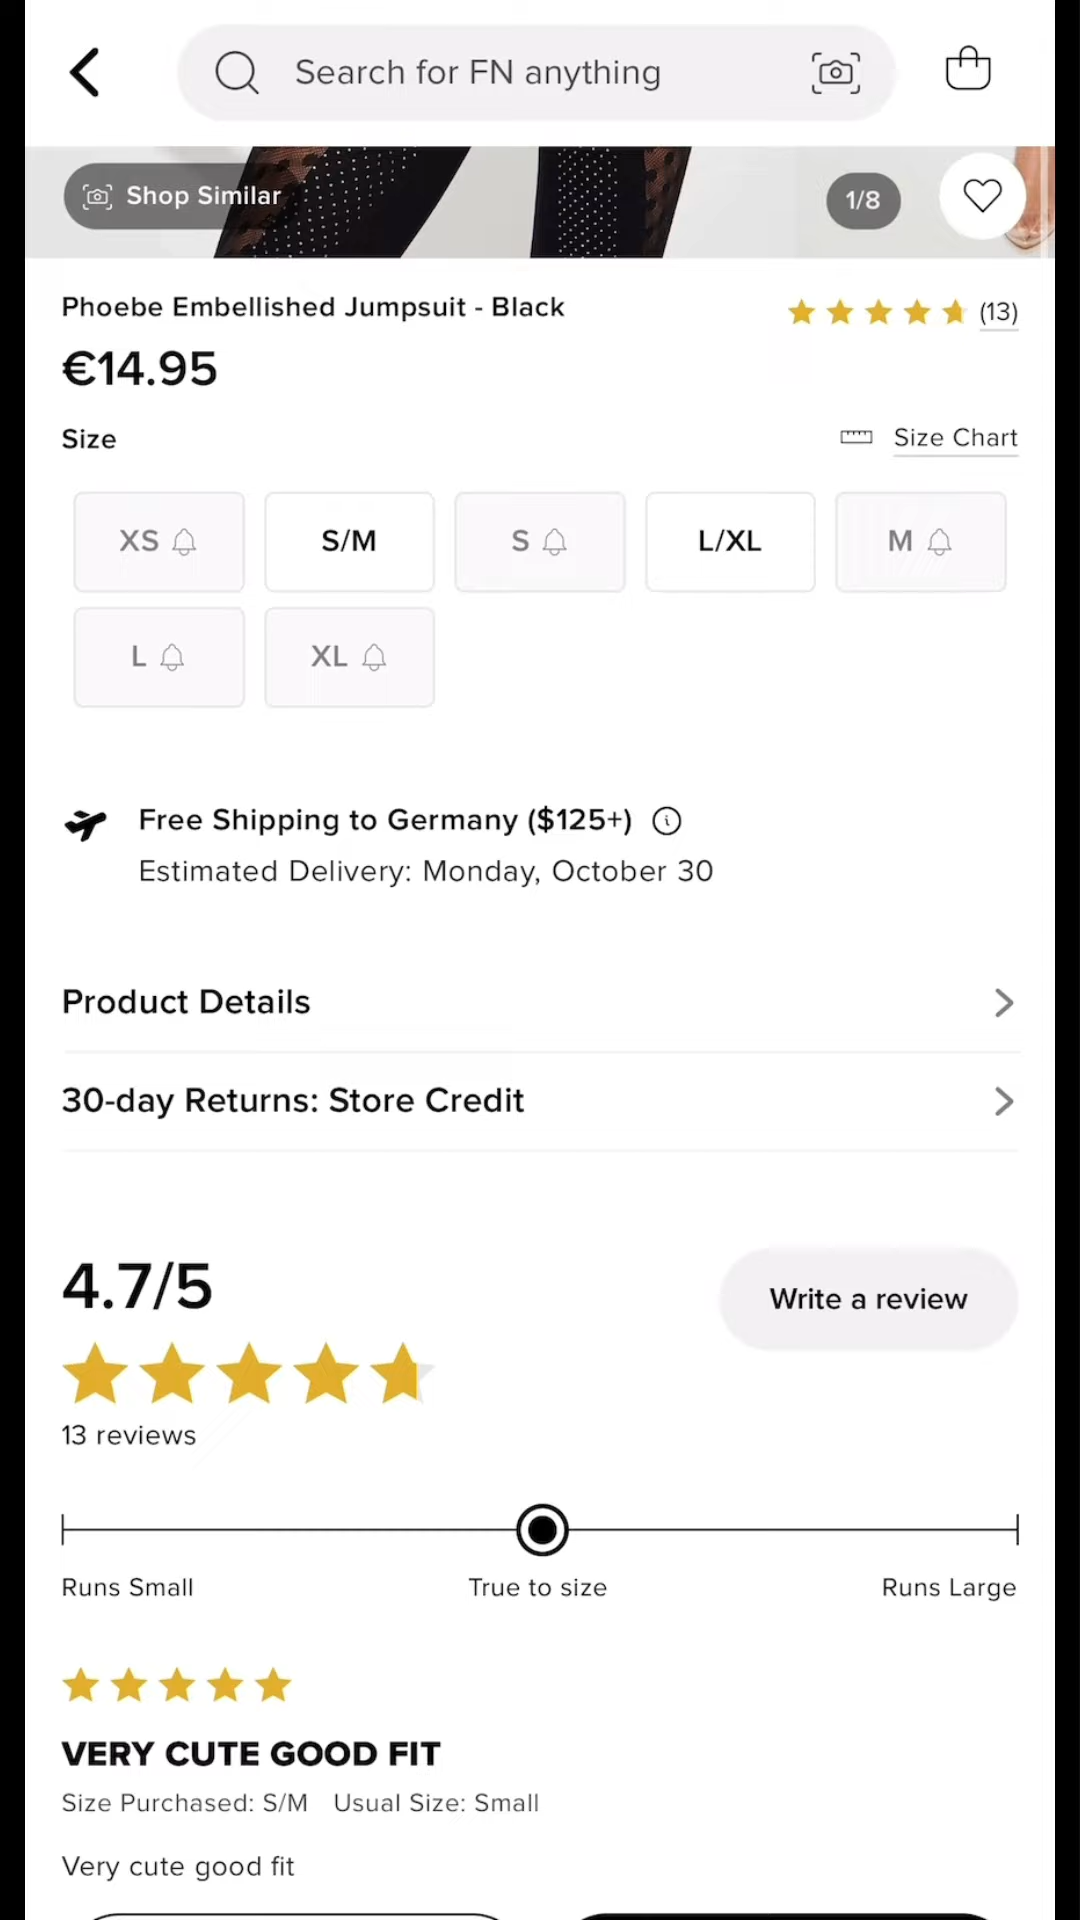 Search for FN anything
Shop Similar
1/8
Phoebe Embellished Jumpsuit - Black
(13)
€14.95
Size
Size Chart
XS
S/M
S
L/XL
M
L
XL
Free Shipping to Germany ($125+)
Estimated Delivery: Monday, October 30
Product Details
30-day Returns: Store Credit
4.7/5
Write a review
13 reviews
Runs Small
True to size
Runs Large
VERY CUTE GOOD FIT
Size Purchased: S/M Usual Size: Small
Very cute good fit